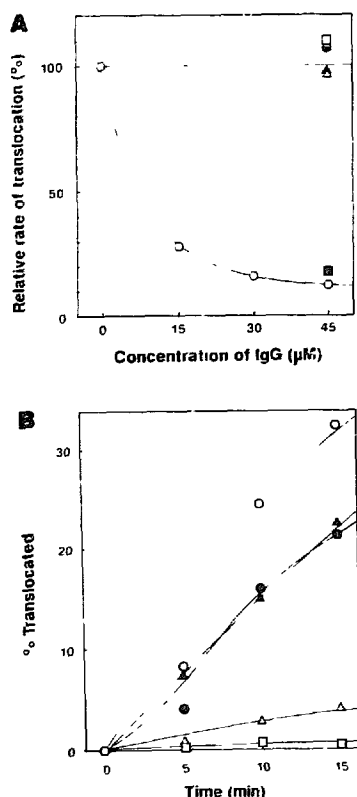 A
Relative rate of translocation (°o)
100
50
0
0 15 30 45
Concentration of IgG (μM)
B
°o Translocated
30
20
10
0
0 5 10 15
Time (min)